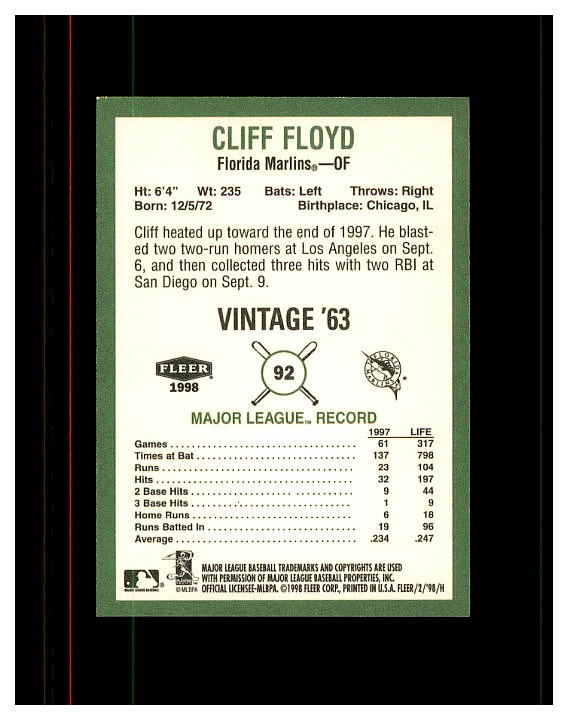 CLIFF FLOYD
Florida Marlins®—OF
Ht: 6'4" Wt: 235 Bats: Left Throws: Right
Born: 12/5/72 Birthplace: Chicago, IL
Cliff heated up toward the end of 1997. He blast-
ed two two-run homers at Los Angeles on Sept.
6, and then collected three hits with two RBI at
San Diego on Sept. 9.
VINTAGE '63
FLEER
1998
92
FLORIDA
MARLINS
MAJOR LEAGUE™ RECORD
1997 LIFE
Games 61 317
Times at Bat 137 798
Runs 23 104
Hits 32 197
2 Base Hits 9 44
3 Base Hits 1 9
Home Runs 6 18
Runs Batted In 19 96
Average .234 .247
©MLBPA
MAJOR LEAGUE BASEBALL TRADEMARKS AND COPYRIGHTS ARE USED
WITH PERMISSION OF MAJOR LEAGUE BASEBALL PROPERTIES, INC.
OFFICIAL LICENSEE-MLBPA. ©1998 FLEER CORP., PRINTED IN U.S.A. FLEER/2/'98/H